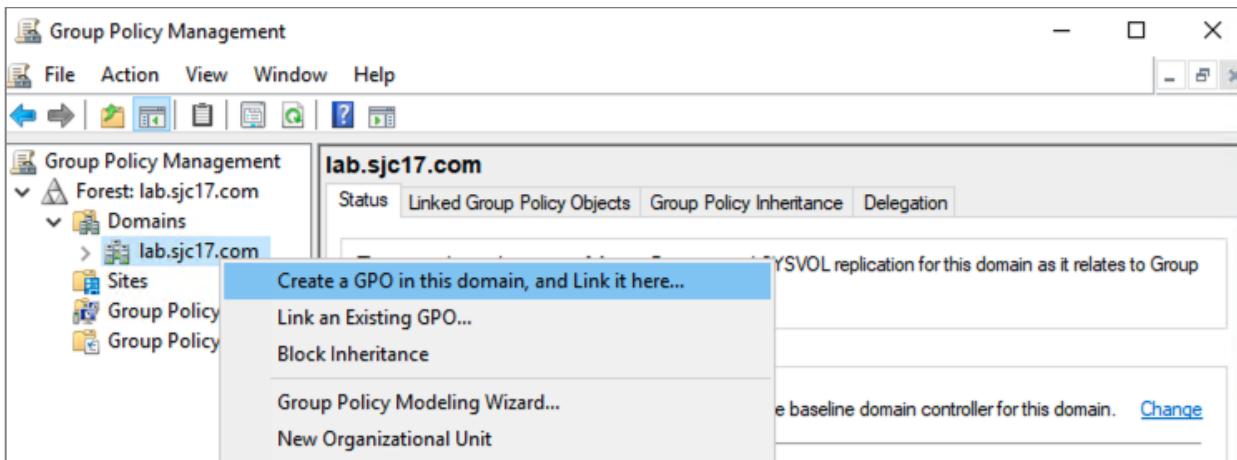 Group Policy Management
File Action View Window Help
Group Policy Management
Forest: lab.sjc17.com
Domains
lab.sjc17.com
Sites
Group Policy
Group Policy
lab.sjc17.com
Status Linked Group Policy Objects Group Policy Inheritance Delegation
SYSVOL replication for this domain as it relates to Group
Create a GPO in this domain, and Link it here...
Link an Existing GPO...
Block Inheritance
Group Policy Modeling Wizard...
New Organizational Unit
e baseline domain controller for this domain. Change